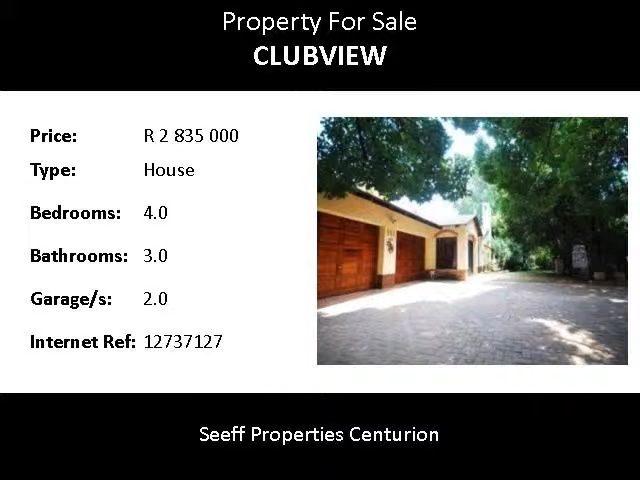 Property For Sale
CLUBVIEW
Price: R 2 835 000
Type: House
Bedrooms: 4.0
Bathrooms: 3.0
Garage/s: 2.0
Internet Ref: 12737127
Seeff Properties Centurion